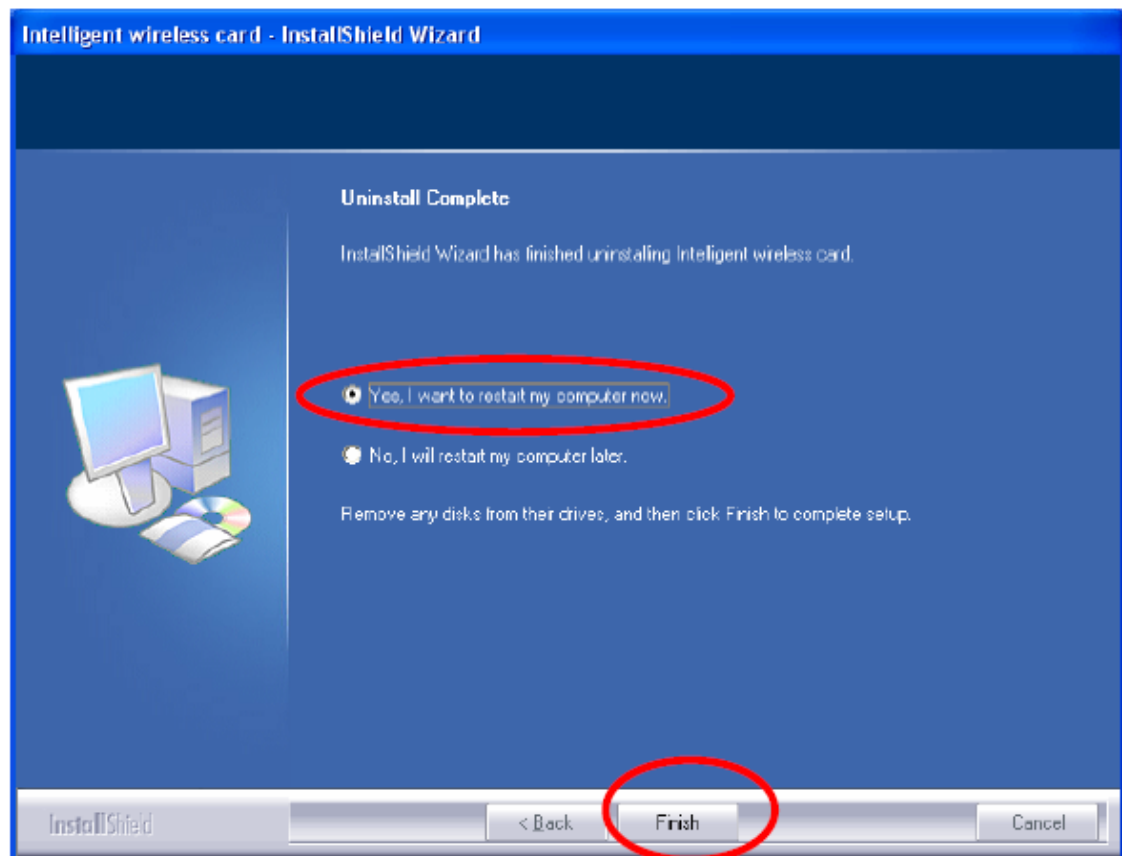 Intelligent wireless card - InstallShield Wizard
Uninstall Complete
InstallShield Wizard has finished uninstalling Intelligent wireless card.
Yes, I want to restart my computer now.
No, I will restart my computer later.
Remove any disks from their drives, and then click Finish to complete setup.
InstallShield
< Back
Finish
Cancel